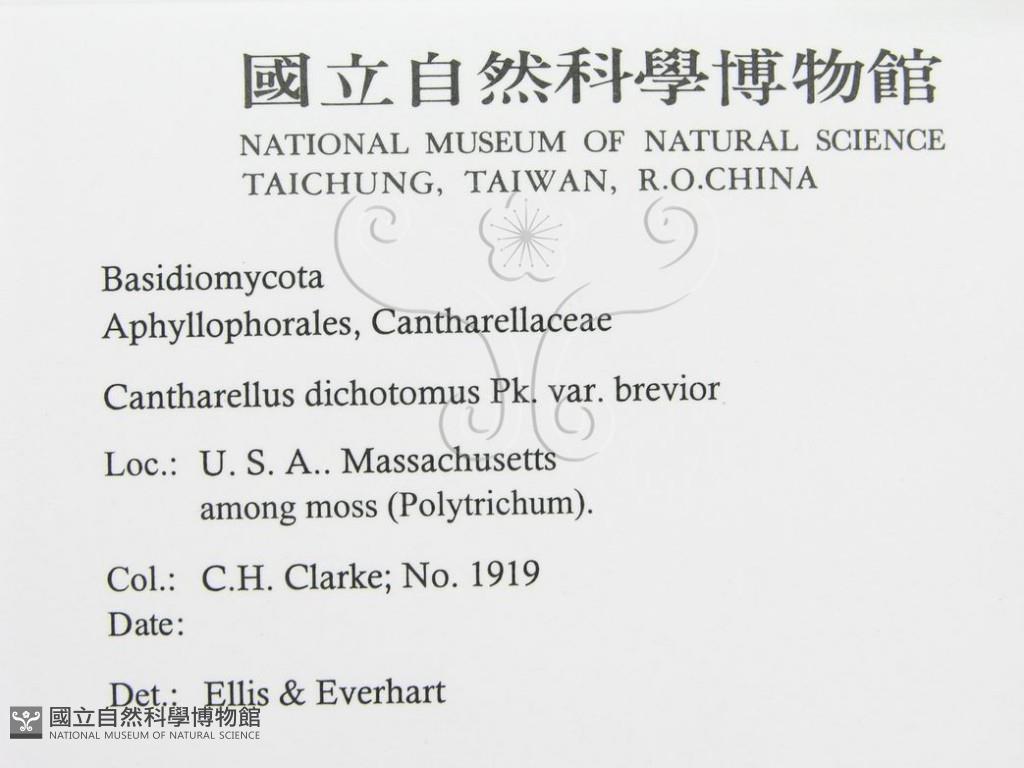 國立自然科學博物館
NATIONAL MUSEUM OF NATURAL SCIENCE
TAICHUNG, TAIWAN, R.O.CHINA
Basidiomycota
Aphyllophorales, Cantharellaceae
Cantharellus dichotomus Pk. var. brevior
Loc.: U. S. A.. Massachusetts
among moss (Polytrichum).
Col.: C.H. Clarke; No. 1919
Date:
Det.: Ellis & Everhart
國立自然科學博物館
NATIONAL MUSEUM OF NATURAL SCIENCE